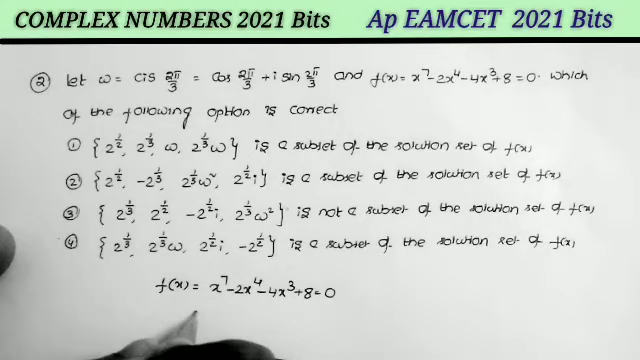 COMPLEX NUMBERS 2021 Bits Ap EAMCET 2021 Bits
② Let ω = cis 2π/3 = cos 2π/3 + i sin 2π/3 and f(x) = x⁷-2x⁴-4x³+8=0. which
of the following option is correct
① {2^{1/2}, 2^{1/3} ω, 2^{1/3} ω} is a subset of the solution set of f(x)
② {2^{1/2}, -2^{1/3}, 2^{1/3} ω², 2^{1/2} i} is a subset of the solution set of f(x)
③ {2^{1/3}, 2^{1/2}, -2^{1/2} i, 2^{1/3} ω²} is not a subset of the solution set of f(x)
④ {2^{1/3}, 2^{1/3} ω, 2^{1/2} i, -2^{1/2}} is a subset of the solution set of f(x)
f(x) = x⁷-2x⁴-4x³+8=0